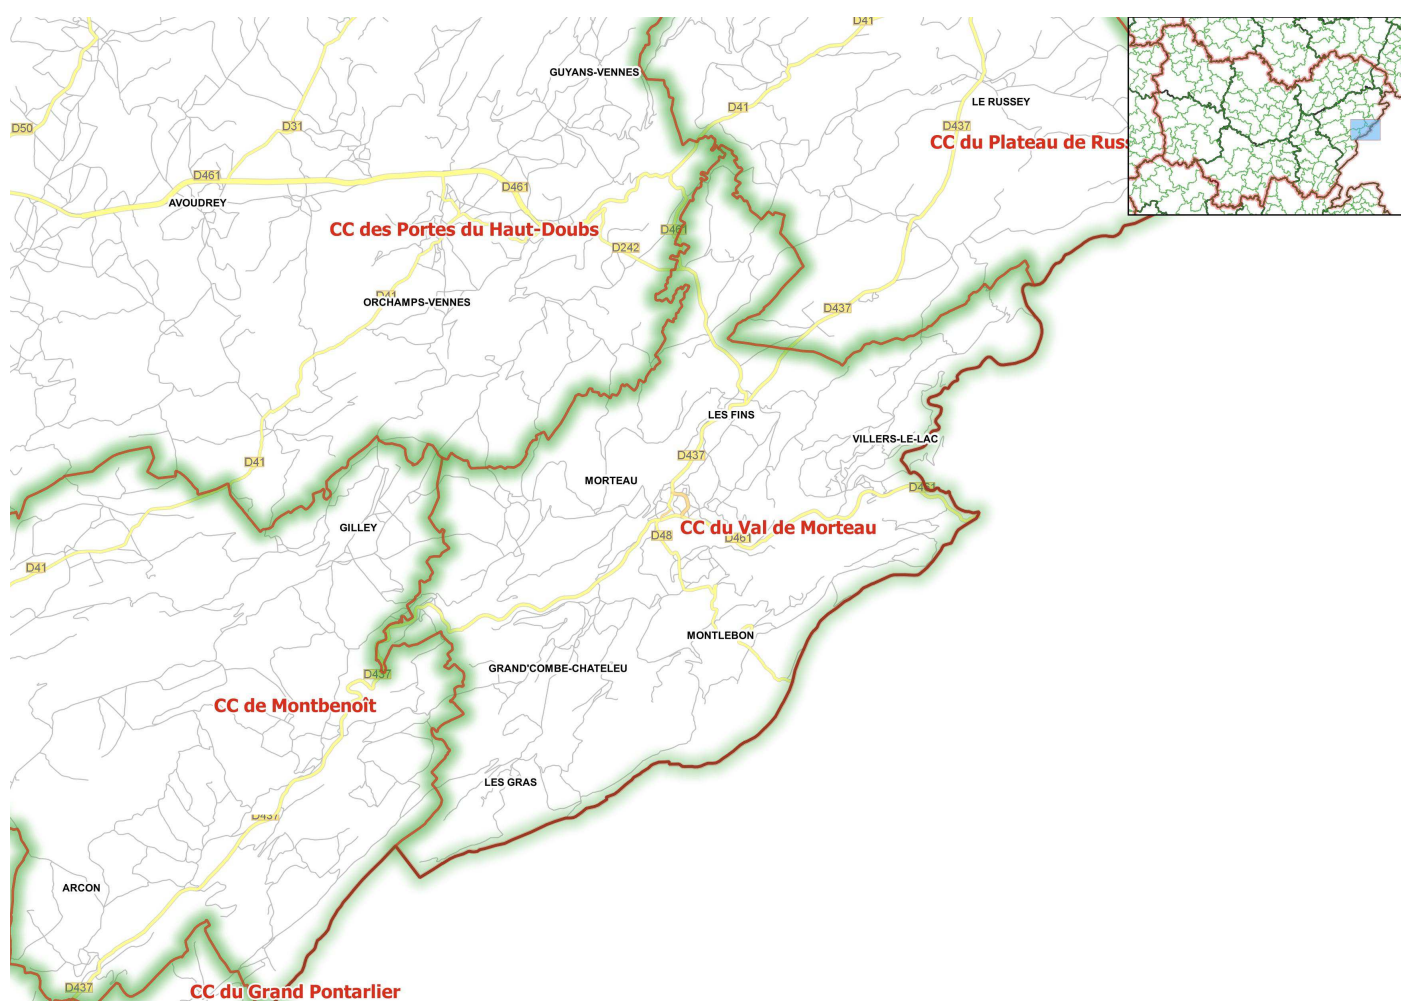 D41
GUYANS-VENNES
LE RUSSEY
D41
D50
D31
D437
CC du Plateau de Russ
D461
D461
AVOUDREY
CC des Portes du Haut-Doubs
D461
D242
D41
ORCHAMPS-VENNES
D437
LES FINS
VILLERS-LE-LAC
D437
D41
MORTEAU
D461
GILLEY
CC du Val de Morteau
D48
D461
D41
MONTLEBON
GRAND'COMBE-CHATELEU
D437
CC de Montbenoît
LES GRAS
D437
ARCON
D437
CC du Grand Pontarlier